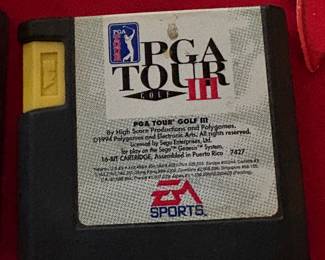 PGA TOUR
PGA
TOUR
GOLF III
PGA TOUR® GOLF III
By High Score Productions and Polygames.
©1994 Polygames and Electronic Arts. All rights reserved.
licensed by Sega Enterprises, Ltd.
for play on the Sega™ Genesis™ System.
16-BIT CARTRIDGE, Assembled in Puerto Rico 7427
EA
SPORTS